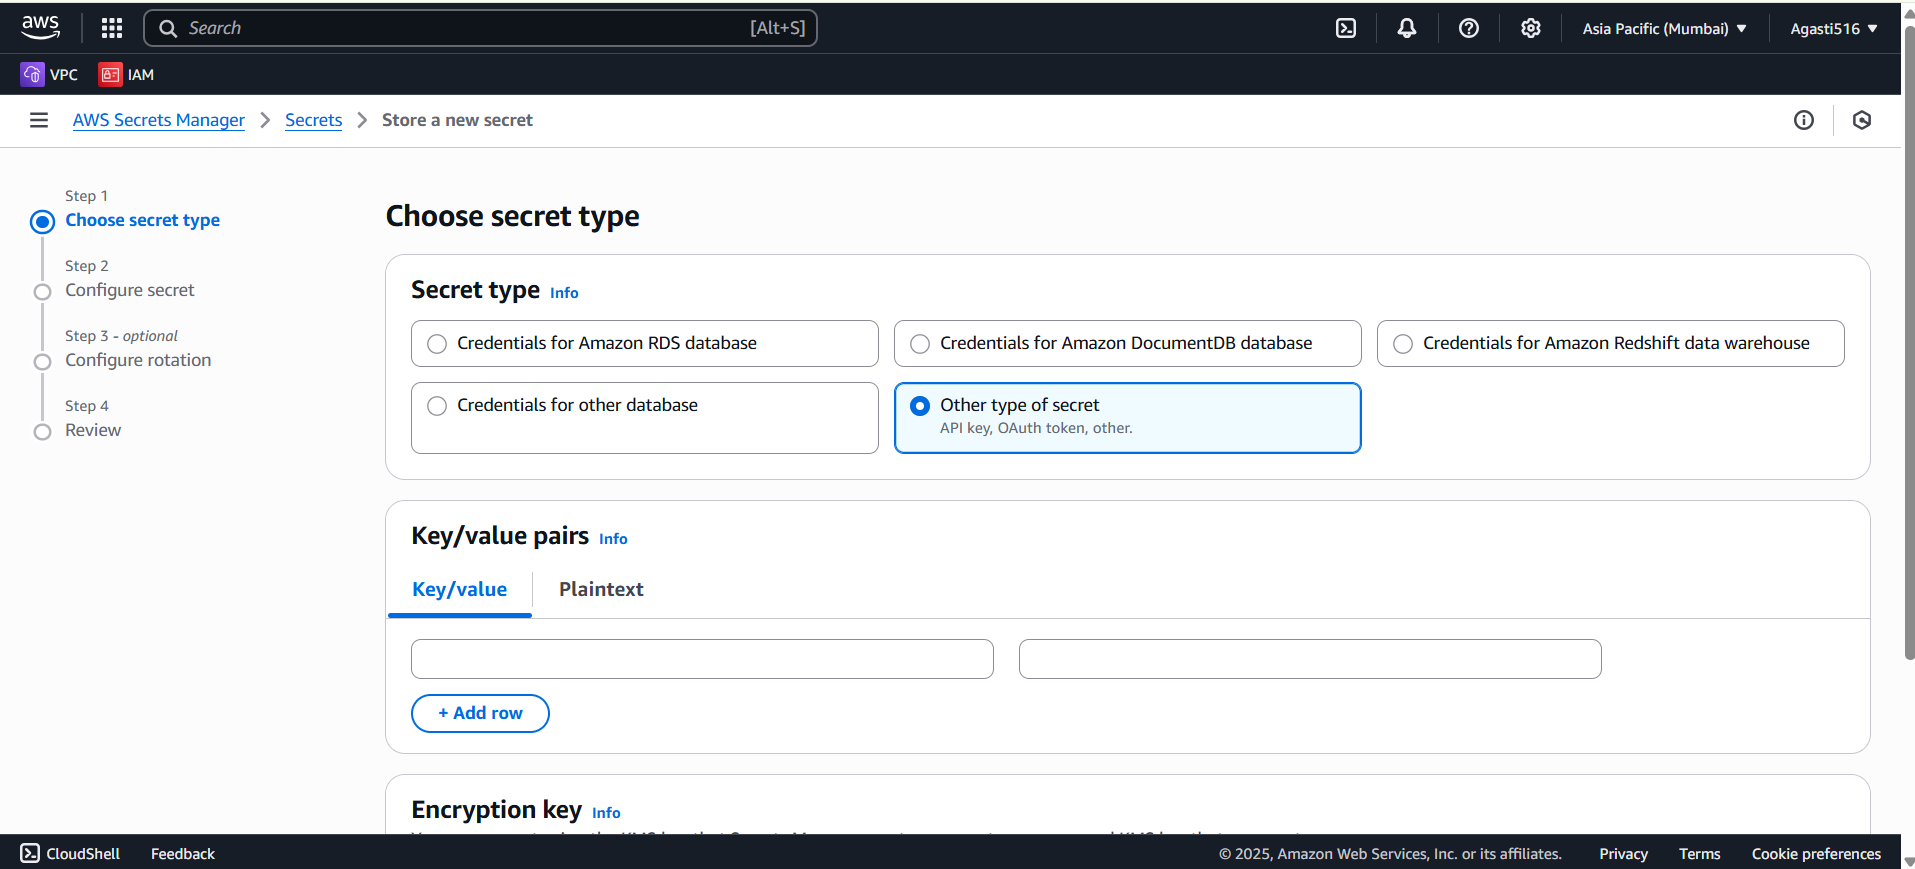 aws
Search [Alt+S]
Asia Pacific (Mumbai) ▼
Agasti516 ▼
VPC IAM
AWS Secrets Manager > Secrets > Store a new secret
Step 1
Choose secret type
Step 2
Configure secret
Step 3 - optional
Configure rotation
Step 4
Review
Choose secret type
Secret type Info
Credentials for Amazon RDS database
Credentials for Amazon DocumentDB database
Credentials for Amazon Redshift data warehouse
Credentials for other database
Other type of secret
API key, OAuth token, other.
Key/value pairs Info
Key/value Plaintext
+ Add row
Encryption key Info
CloudShell Feedback
© 2025, Amazon Web Services, Inc. or its affiliates. Privacy Terms Cookie preferences